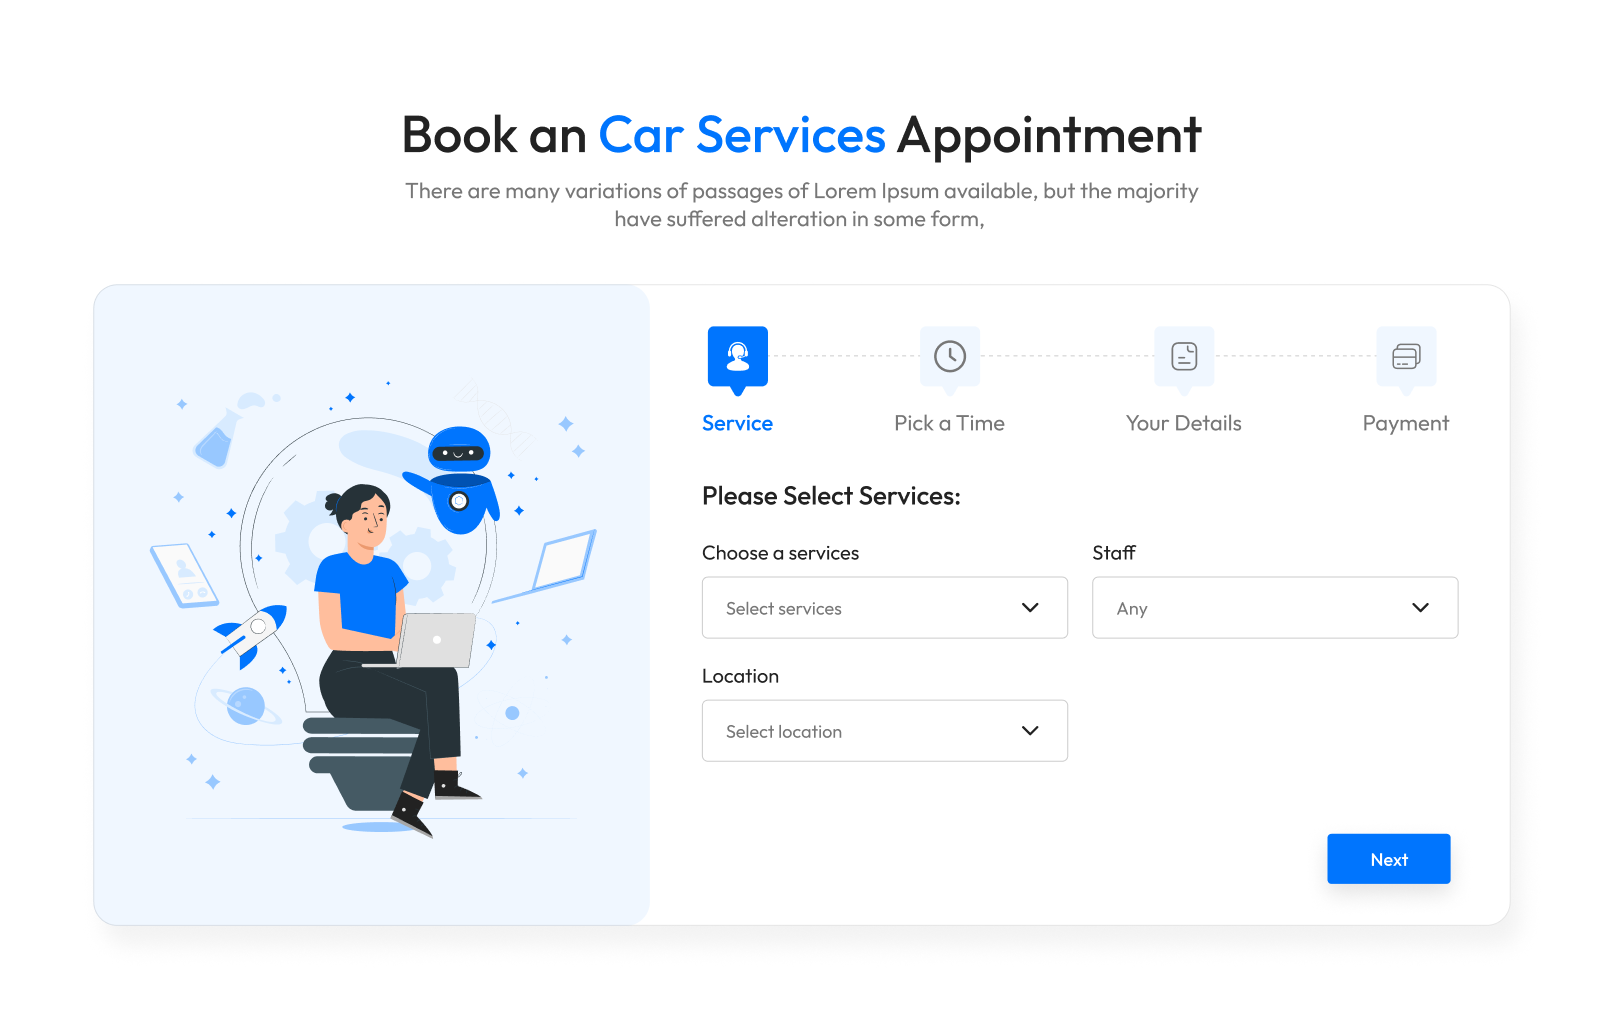 Book an Car Services Appointment
There are many variations of passages of Lorem Ipsum available, but the majority
have suffered alteration in some form,
Service
Pick a Time
Your Details
Payment
Please Select Services:
Choose a services
Staff
Select services
Any
Location
Select location
Next